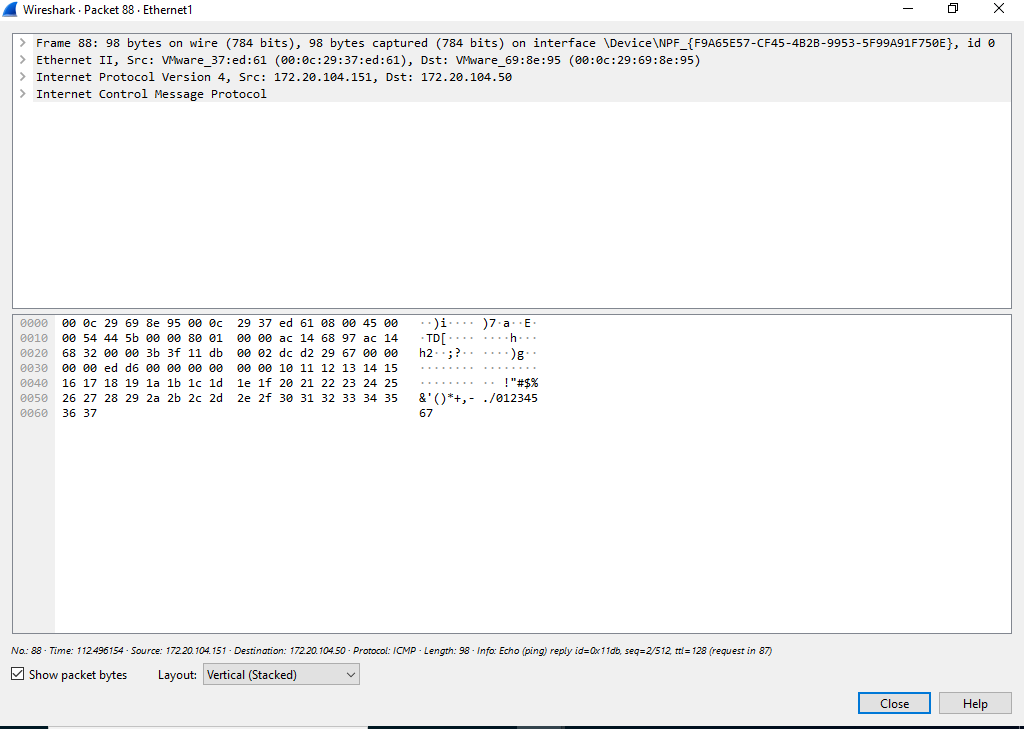 Wireshark · Packet 88 · Ethernet1
> Frame 88: 98 bytes on wire (784 bits), 98 bytes captured (784 bits) on interface \Device\NPF_{F9A65E57-CF45-4B2B-9953-5F99A91F750E}, id 0
> Ethernet II, Src: VMware_37:ed:61 (00:0c:29:37:ed:61), Dst: VMware_69:8e:95 (00:0c:29:69:8e:95)
> Internet Protocol Version 4, Src: 172.20.104.151, Dst: 172.20.104.50
> Internet Control Message Protocol
0000 00 0c 29 69 8e 95 00 0c 29 37 ed 61 08 00 45 00 ··)i···· )7·a··E·
0010 00 54 44 5b 00 00 80 01 00 00 ac 14 68 97 ac 14 ·TD[···· ····h···
0020 68 32 00 00 3b 3f 11 db 00 02 dc d2 29 67 00 00 h2··;?·· ····)g··
0030 00 00 ed d6 00 00 00 00 00 00 10 11 12 13 14 15 ········ ········
0040 16 17 18 19 1a 1b 1c 1d 1e 1f 20 21 22 23 24 25 ········ ·· !"#$%
0050 26 27 28 29 2a 2b 2c 2d 2e 2f 30 31 32 33 34 35 &'()*+,- ./012345
0060 36 37 67
No.: 88 · Time: 112.496154 · Source: 172.20.104.151 · Destination: 172.20.104.50 · Protocol: ICMP · Length: 98 · Info: Echo (ping) reply id=0x11db, seq=2/512, ttl=128 (request in 87)
Show packet bytes Layout: Vertical (Stacked)
Close Help